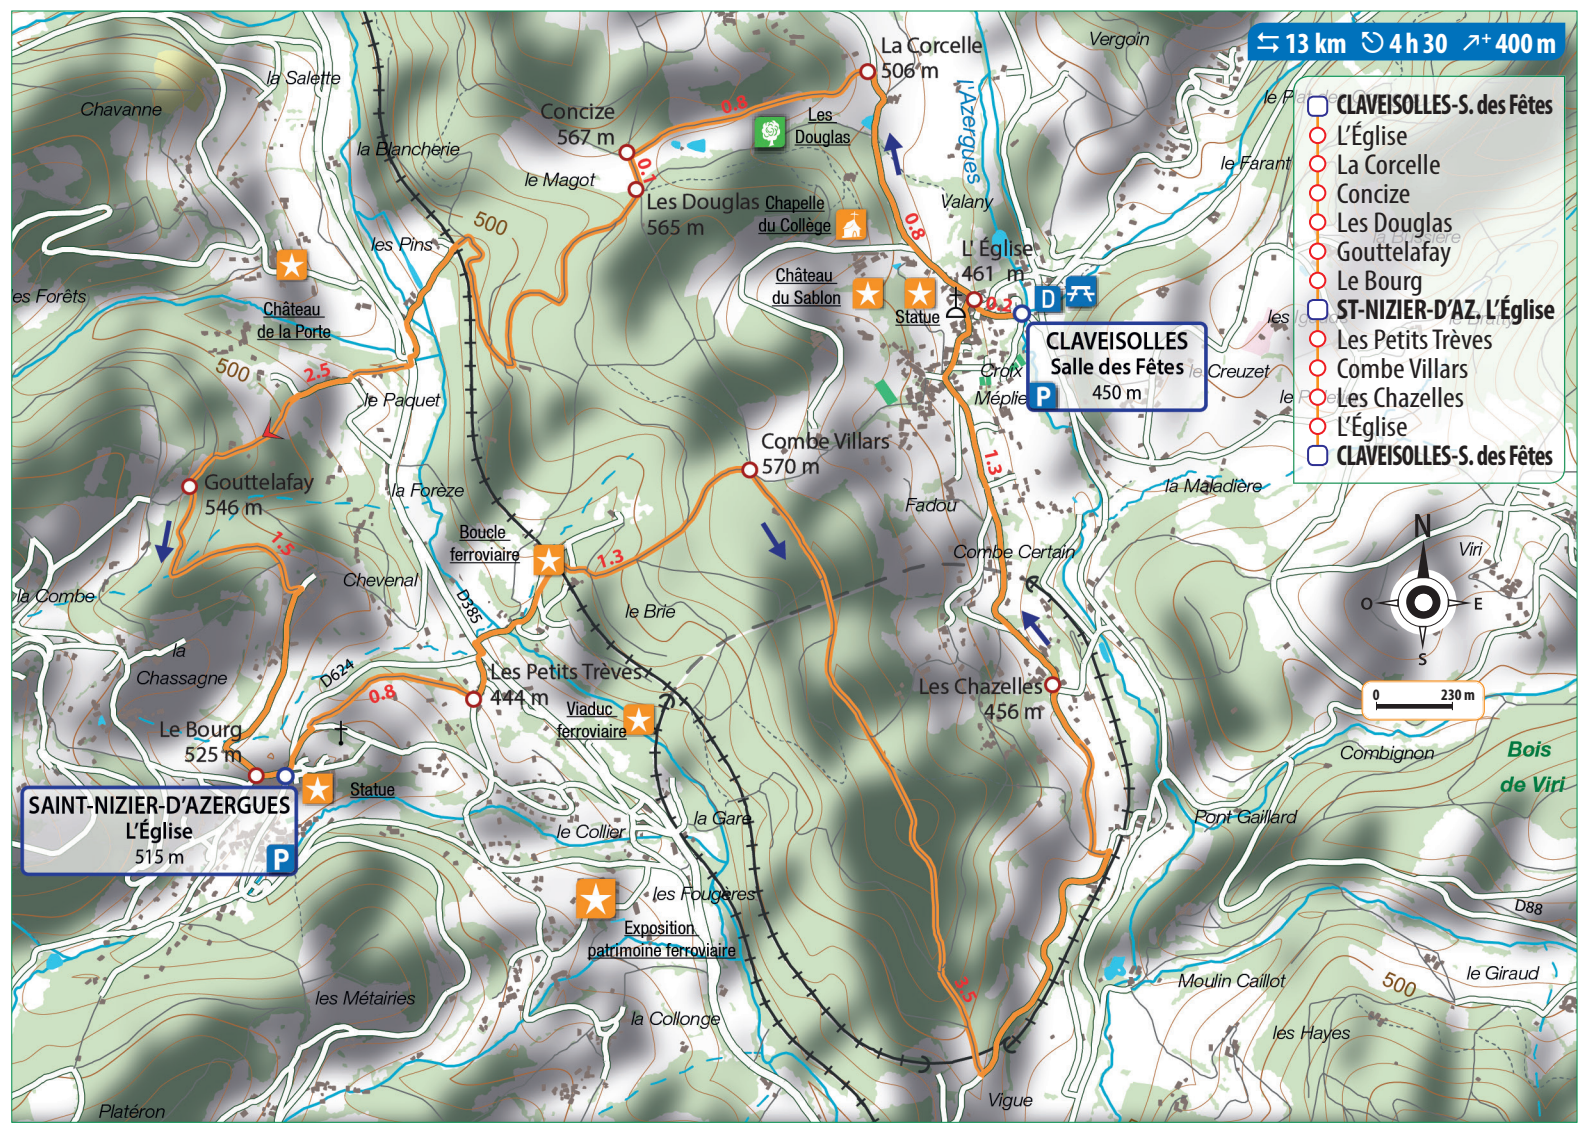 13 km 4 h 30 + 400 m
CLAVEISOLLES-S. des Fêtes
L'Église
La Corcelle
Concize
Les Douglas
Gouttelafay
Le Bourg
ST-NIZIER-D'AZ. L'Église
Les Petits Trèves
Combe Villars
Les Chazelles
L'Église
CLAVEISOLLES-S. des Fêtes
Vergoin
La Corcelle
506 m
la Salette
Chavanne
l'Azergues
Concize
567 m
0.8
Les
Douglas
la Blancherie
le Farant
le Magot
0.1
Les Douglas
565 m
Chapelle
du Collège
Valany
500
les Pins
0.8
L' Église
461 m
la Bussière
Château
du Sablon
Statue
0.2
D
es Forêts
Château
de la Porte
CLAVEISOLLES
Salle des Fêtes
450 m
P
Croix
Méplie
le Creuzet
500
2.5
le Paquet
Combe Villars
570 m
1.3
Gouttelafay
546 m
la Forèze
Fadou
la Maladière
Boucle
ferroviaire
1.3
1.5
Combe Certain
N
O
E
S
Viri
Chevenal
la Combe
D385
le Brie
la
Chassagne
D624
0.8
Les Petits Trèves
444 m
Les Chazelles
456 m
0
230 m
Viaduc
ferroviaire
Le Bourg
525 m
Combignon
Bois
de Viri
Statue
SAINT-NIZIER-D'AZERGUES
L'Église
515 m
P
le Collier
la Gare
Pont Gaillard
les Fougères
D88
Exposition
patrimoine ferroviaire
3.5
le Giraud
500
Moulin Caillot
les Métairies
la Collonge
les Hayes
Platéron
Vigue